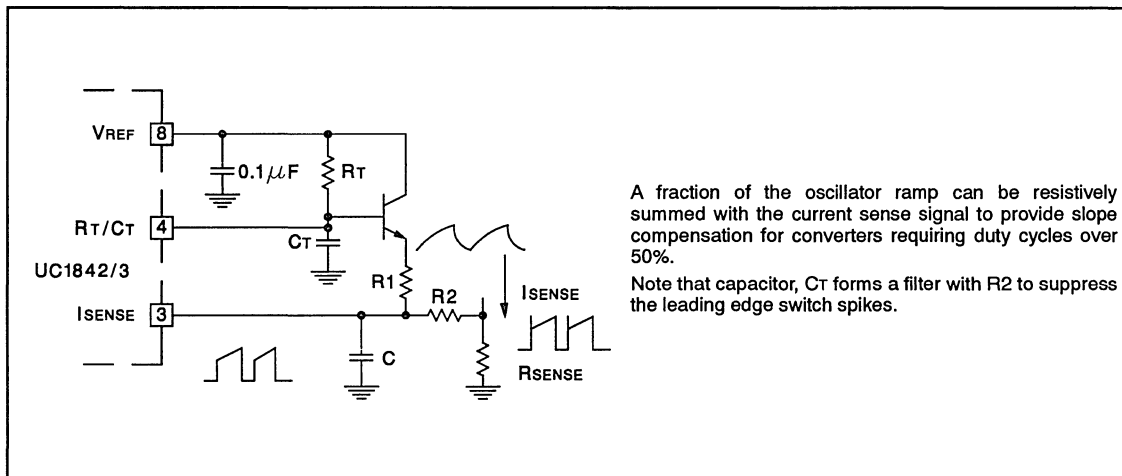 VREF 8
0.1µF
RT
RT/CT 4
CT
UC1842/3
R1
R2
ISENSE
ISENSE 3
C
RSENSE
A fraction of the oscillator ramp can be resistively
summed with the current sense signal to provide slope
compensation for converters requiring duty cycles over
50%.
Note that capacitor, CT forms a filter with R2 to suppress
the leading edge switch spikes.